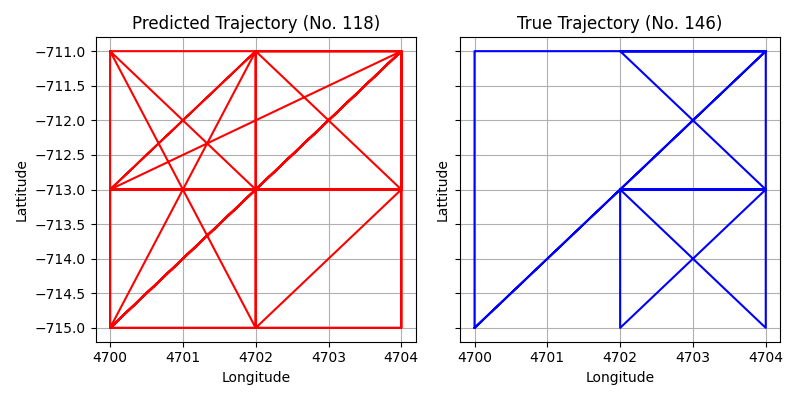 Predicted Trajectory (No. 118)
Lattitude
−711.0
−711.5
−712.0
−712.5
−713.0
−713.5
−714.0
−714.5
−715.0
4700 4701 4702 4703 4704
Longitude
True Trajectory (No. 146)
Lattitude
4700 4701 4702 4703 4704
Longitude